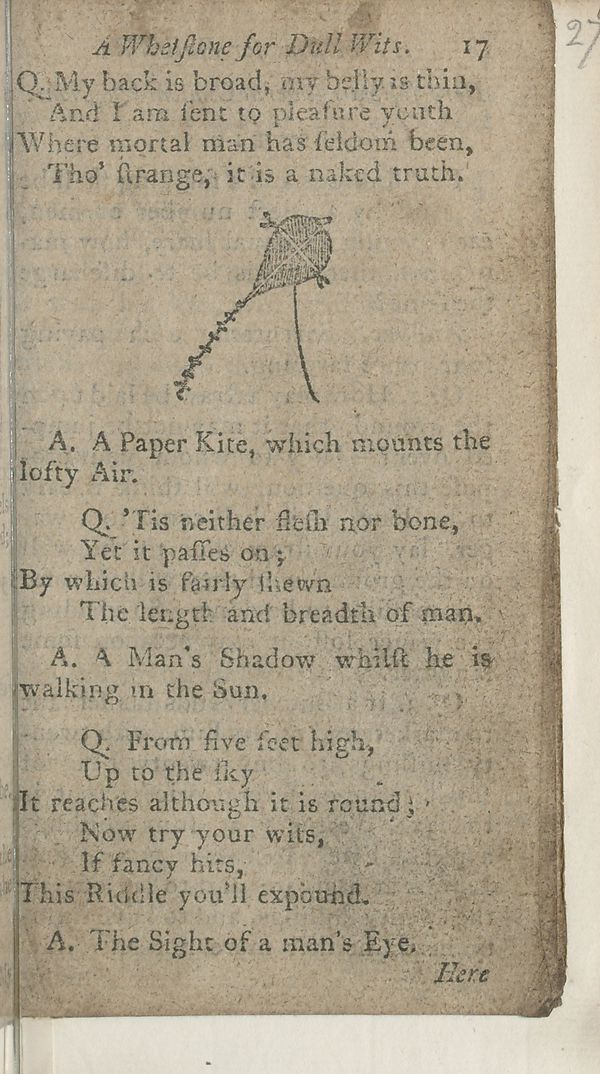 A Whetſtone for Dull Wits. 17
27
Q. My back is broad, my belly is thin,
And I am ſent to pleaſure youth
Where mortal man has ſeldom been,
Tho' ſtrange, it is a naked truth.
A. A Paper Kite, which mounts the
lofty Air.
Q. 'Tis neither fleſh nor bone,
Yet it paſſes on;
By which is fairly ſhewn
The length and breadth of man.
A. A Man's Shadow whilſt he is
walking in the Sun.
Q. From five feet high,
Up to the ſky
It reaches although it is round;
Now try your wits,
If fancy hits,
This Riddle you'll expound.
A. The Sight of a man's Eye.
Here